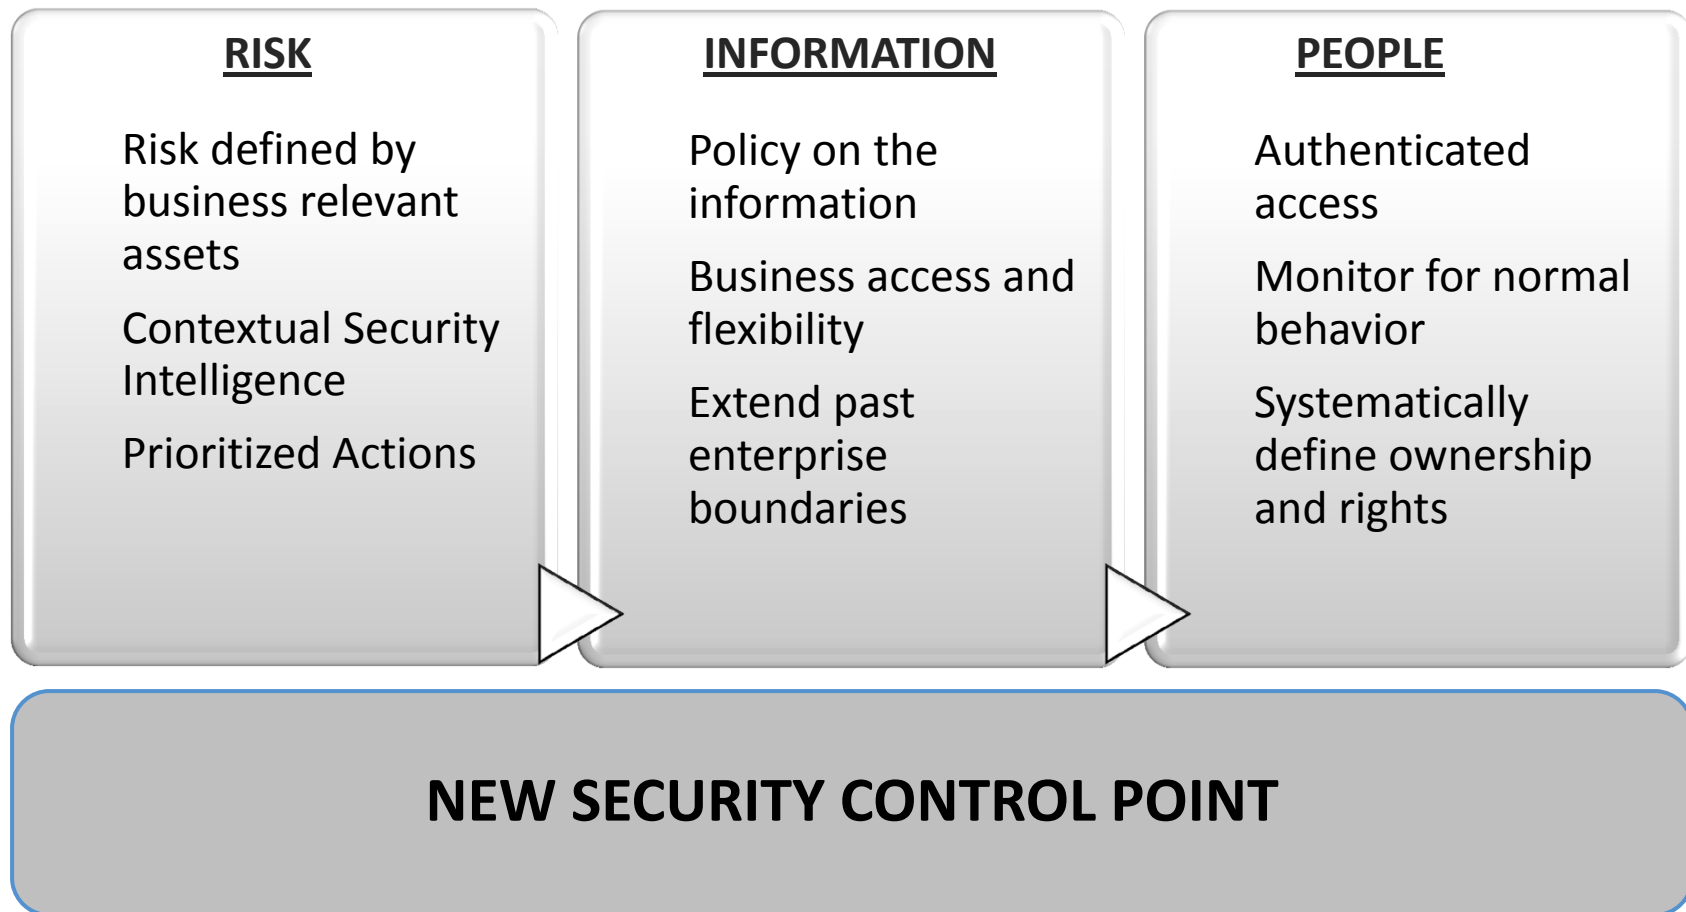 RISK
Risk defined by
business relevant
assets
Contextual Security
Intelligence
Prioritized Actions
INFORMATION
Policy on the
information
Business access and
flexibility
Extend past
enterprise
boundaries
PEOPLE
Authenticated
access
Monitor for normal
behavior
Systematically
define ownership
and rights
NEW SECURITY CONTROL POINT